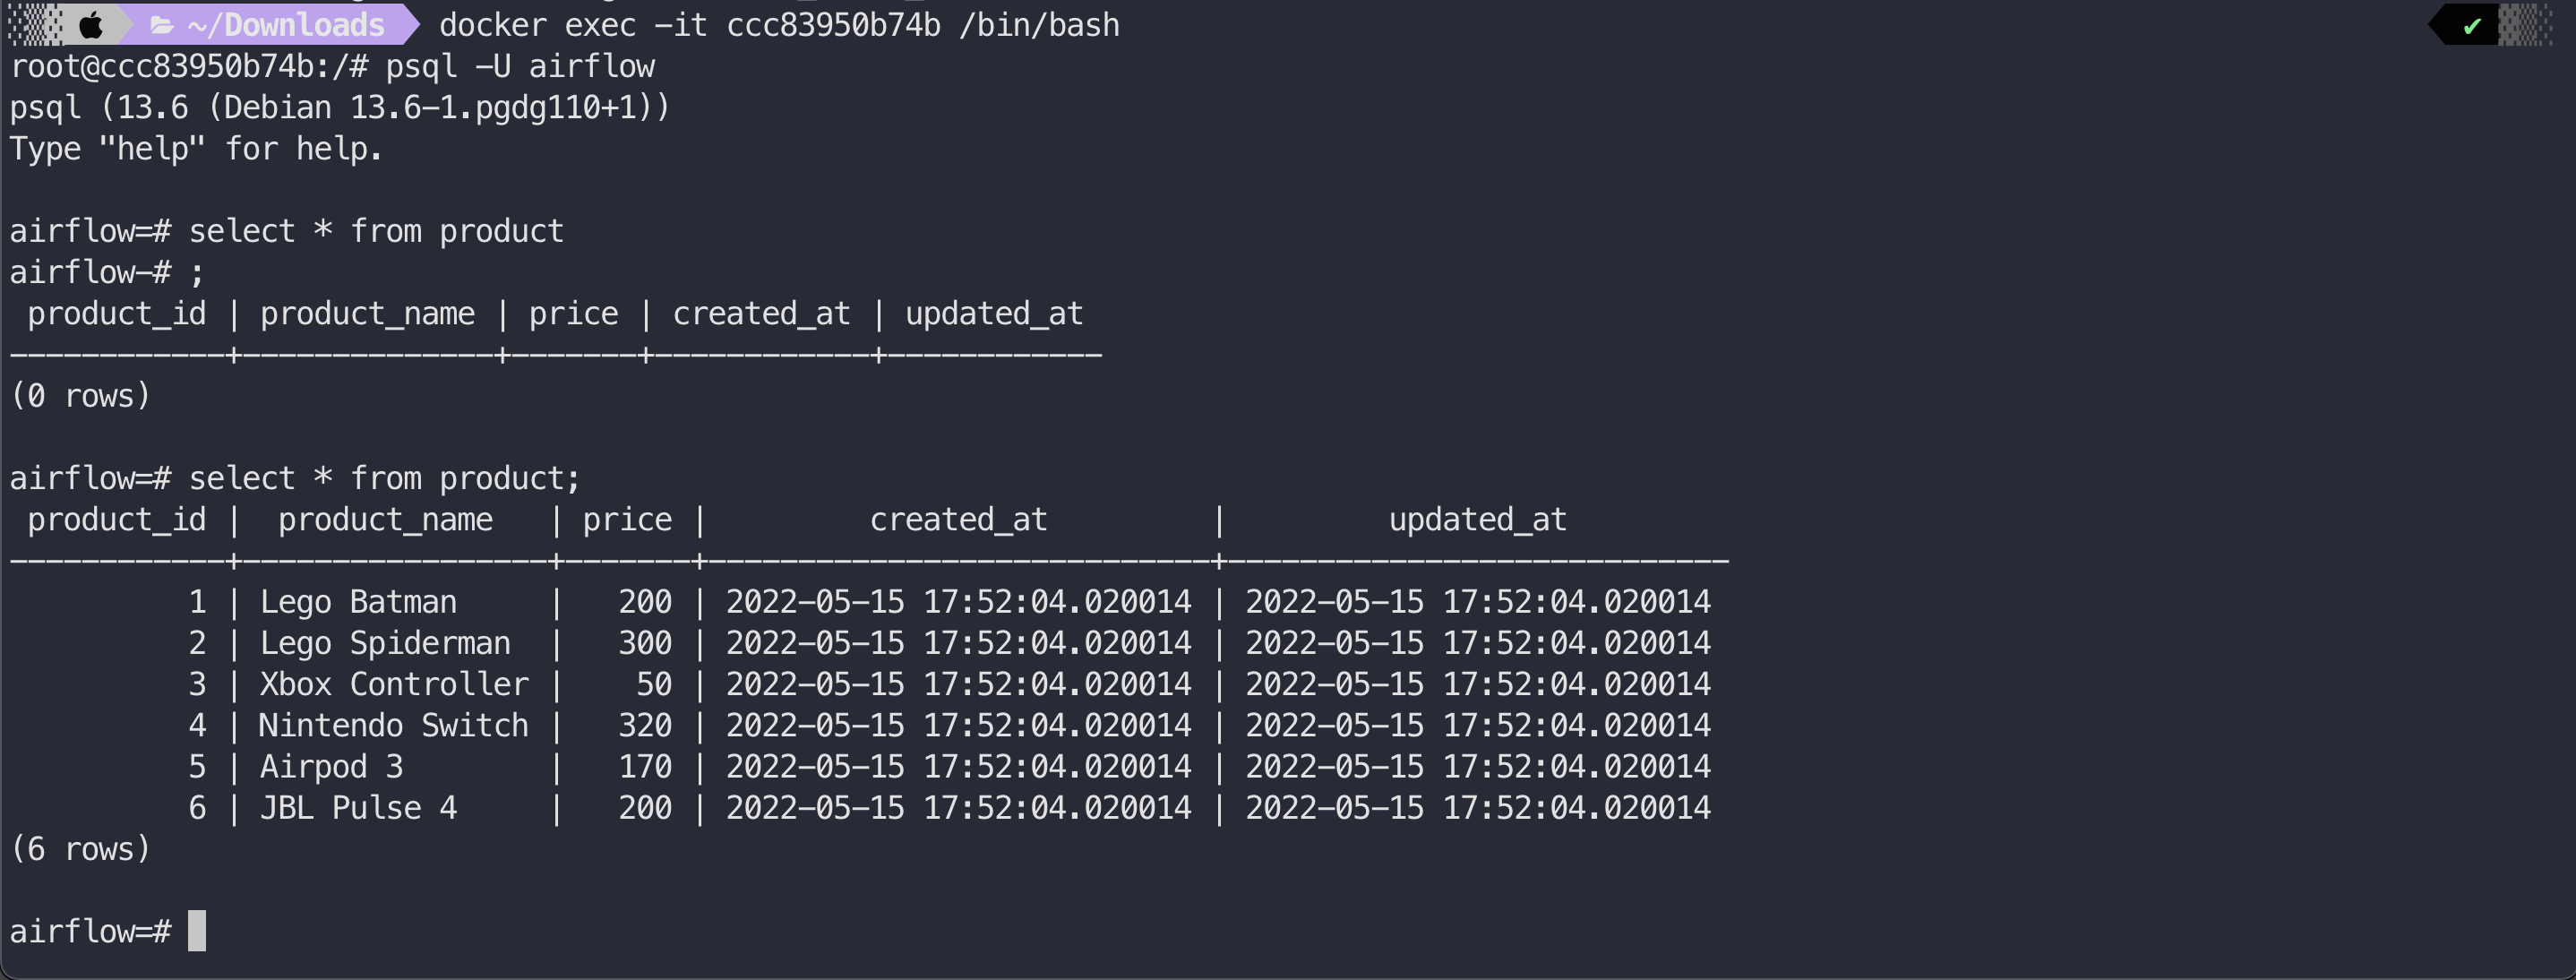 ~/Downloads docker exec -it ccc83950b74b /bin/bash ✔
root@ccc83950b74b:/# psql -U airflow
psql (13.6 (Debian 13.6-1.pgdg110+1))
Type "help" for help.

airflow=# select * from product
airflow-# ;
 product_id | product_name | price | created_at | updated_at
------------+--------------+-------+------------+------------
(0 rows)

airflow=# select * from product;
 product_id |  product_name   | price |         created_at         |         updated_at
------------+-----------------+-------+----------------------------+----------------------------
          1 | Lego Batman     |   200 | 2022-05-15 17:52:04.020014 | 2022-05-15 17:52:04.020014
          2 | Lego Spiderman  |   300 | 2022-05-15 17:52:04.020014 | 2022-05-15 17:52:04.020014
          3 | Xbox Controller |    50 | 2022-05-15 17:52:04.020014 | 2022-05-15 17:52:04.020014
          4 | Nintendo Switch |   320 | 2022-05-15 17:52:04.020014 | 2022-05-15 17:52:04.020014
          5 | Airpod 3        |   170 | 2022-05-15 17:52:04.020014 | 2022-05-15 17:52:04.020014
          6 | JBL Pulse 4     |   200 | 2022-05-15 17:52:04.020014 | 2022-05-15 17:52:04.020014
(6 rows)

airflow=#